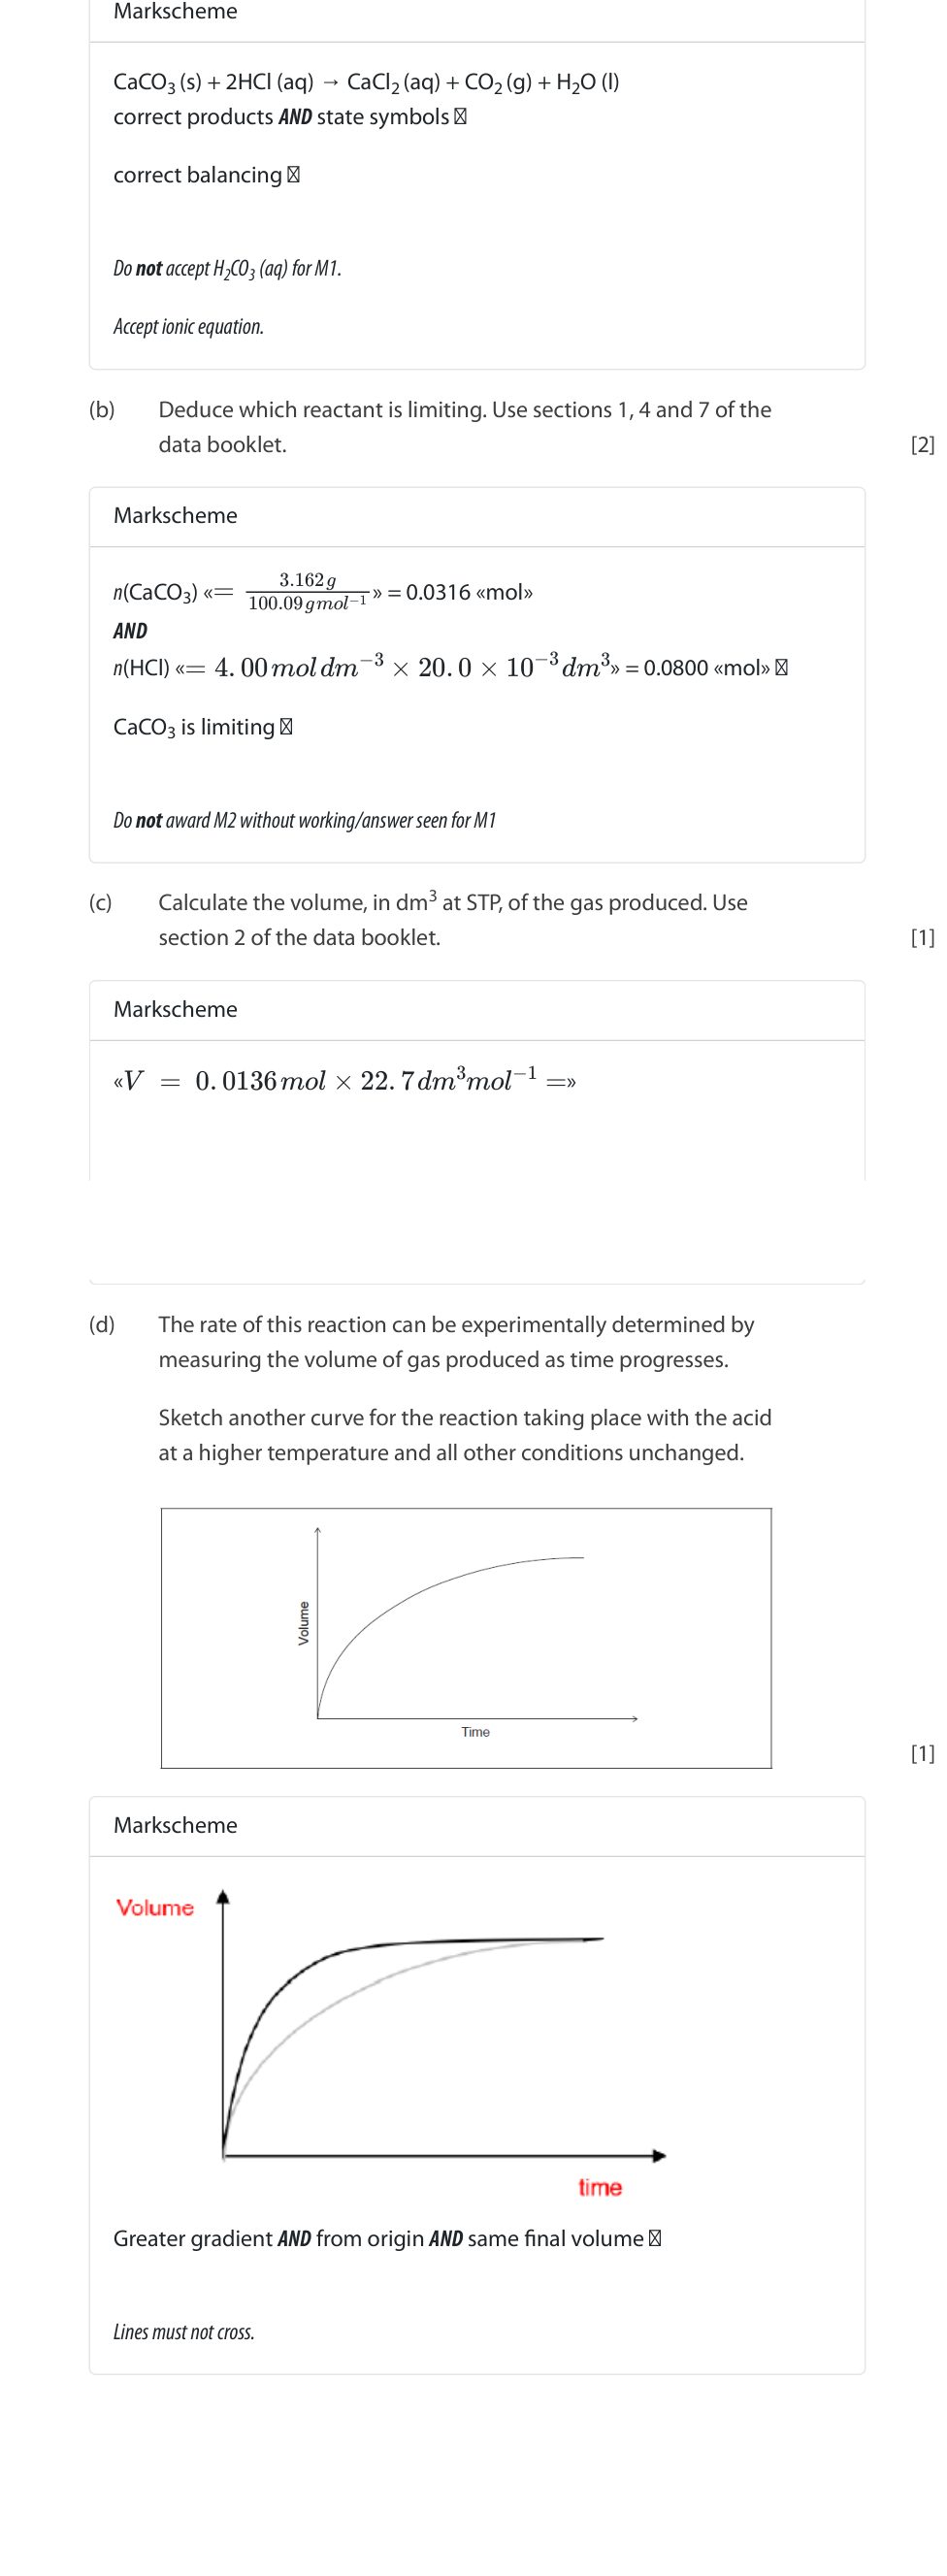 Markscheme
CaCO₃ (s) + 2HCl (aq) → CaCl₂ (aq) + CO₂ (g) + H₂O (l)
correct products AND state symbols
correct balancing
Do not accept H₂CO₃ (aq) for M1.
Accept ionic equation.
(b) Deduce which reactant is limiting. Use sections 1, 4 and 7 of the
data booklet.
[2]
Markscheme
n(CaCO₃) «= 3.162 g / 100.09 g mol⁻¹ » = 0.0316 «mol»
AND
n(HCl) «= 4.00 mol dm⁻³ × 20.0 × 10⁻³ dm³» = 0.0800 «mol»
CaCO₃ is limiting
Do not award M2 without working/answer seen for M1
(c) Calculate the volume, in dm³ at STP, of the gas produced. Use
section 2 of the data booklet.
[1]
Markscheme
«V = 0.0136 mol × 22.7 dm³ mol⁻¹ =»
(d) The rate of this reaction can be experimentally determined by
measuring the volume of gas produced as time progresses.
Sketch another curve for the reaction taking place with the acid
at a higher temperature and all other conditions unchanged.
Volume
Time
[1]
Markscheme
Volume
time
Greater gradient AND from origin AND same final volume
Lines must not cross.